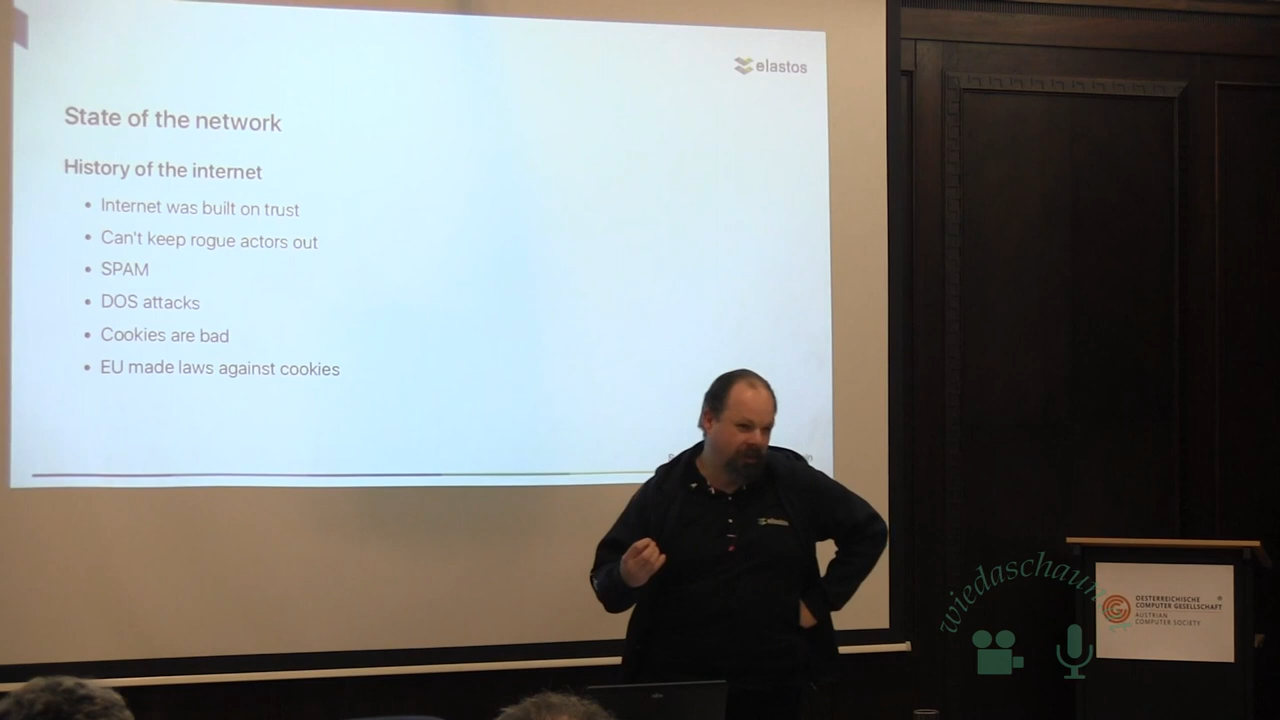 elastos
State of the network
History of the internet
• Internet was built on trust
• Can't keep rogue actors out
• SPAM
• DOS attacks
• Cookies are bad
• EU made laws against cookies
elastos
OESTERREICHISCHE
COMPUTER GESELLSCHAFT
AUSTRIAN
COMPUTER SOCIETY